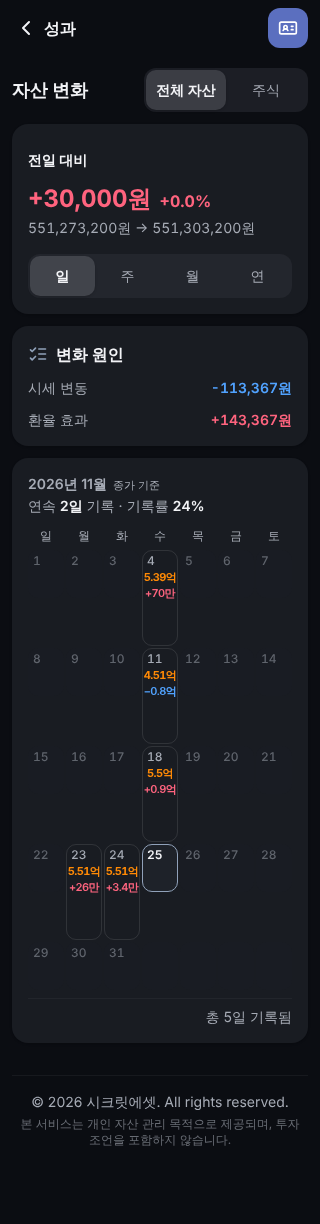 성과
자산 변화 전체 자산 주식
전일 대비
+30,000원 +0.0%
551,273,200원 → 551,303,200원
일 주 월 연
변화 원인
시세 변동 -113,367원
환율 효과 +143,367원
2026년 11월 종가 기준
연속 2일 기록 · 기록률 24%
일 월 화 수 목 금 토
1 2 3 4 5 6 7
5.39억
+70만
8 9 10 11 12 13 14
4.51억
−0.8억
15 16 17 18 19 20 21
5.5억
+0.9억
22 23 24 25 26 27 28
5.51억 5.51억
+26만 +3.4만
29 30 31
총 5일 기록됨
© 2026 시크릿에셋. All rights reserved.
본 서비스는 개인 자산 관리 목적으로 제공되며, 투자
조언을 포함하지 않습니다.